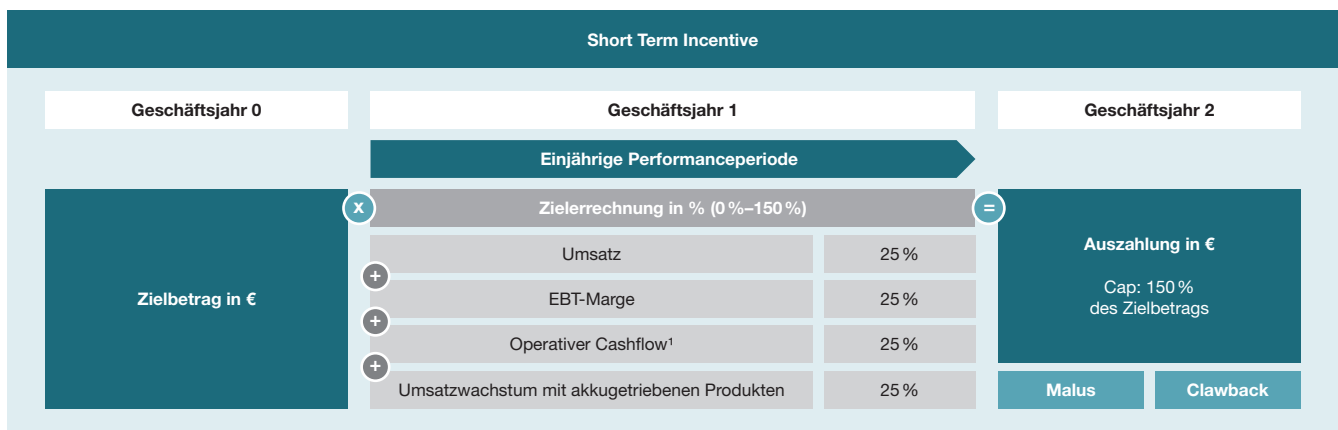 Short Term Incentive
Geschäftsjahr 0
Geschäftsjahr 1
Geschäftsjahr 2
Einjährige Performanceperiode
Zielbetrag in €
x
Zielerrechnung in % (0 %–150 %)
=
Umsatz 25 %
+
EBT-Marge 25 %
+
Operativer Cashflow¹ 25 %
+
Umsatzwachstum mit akkugetriebenen Produkten 25 %
Auszahlung in €
Cap: 150 %
des Zielbetrags
Malus
Clawback